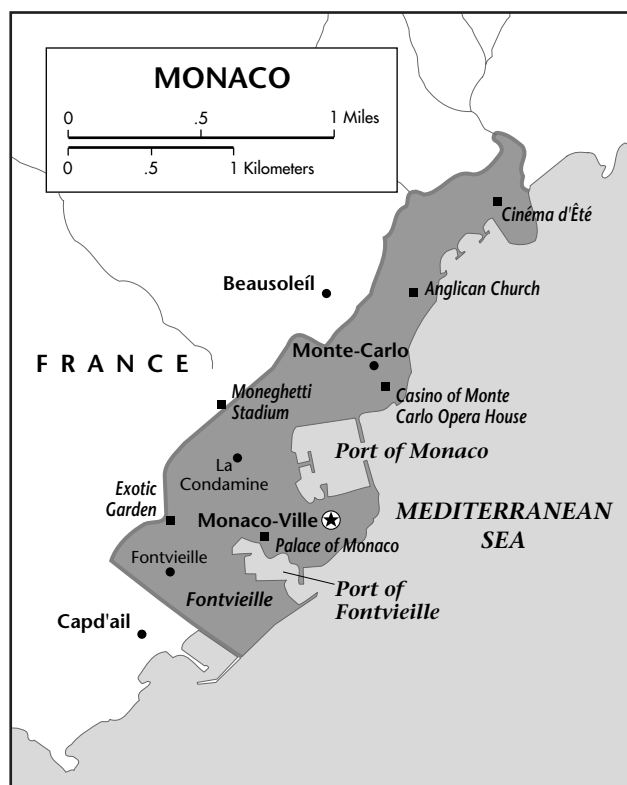 MONACO
0 .5 1 Miles
0 .5 1 Kilometers
Cinéma d'Êté
Beausoleíl
Anglican Church
FRANCE
Monte-Carlo
Moneghetti
Stadium
Casino of Monte
Carlo Opera House
Port of Monaco
La
Condamine
Exotic
Garden
Monaco-Ville
MEDITERRANEAN
SEA
Palace of Monaco
Fontvieille
Port of
Fontvieille
Fontvieille
Capd'ail